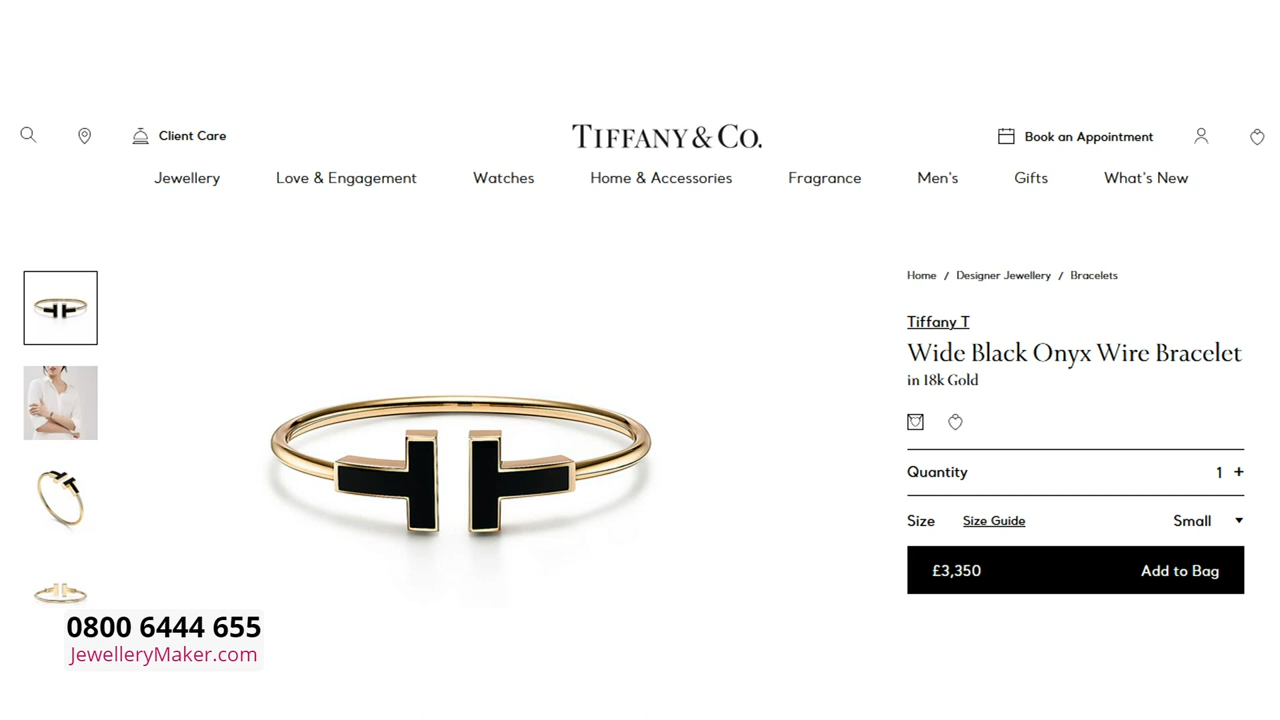 Client Care
TIFFANY & CO.
Book an Appointment
Jewellery
Love & Engagement
Watches
Home & Accessories
Fragrance
Men's
Gifts
What's New
Home / Designer Jewellery / Bracelets
Tiffany T
Wide Black Onyx Wire Bracelet
in 18k Gold
Quantity 1 +
Size Size Guide Small
£3,350 Add to Bag
0800 6444 655
JewelleryMaker.com